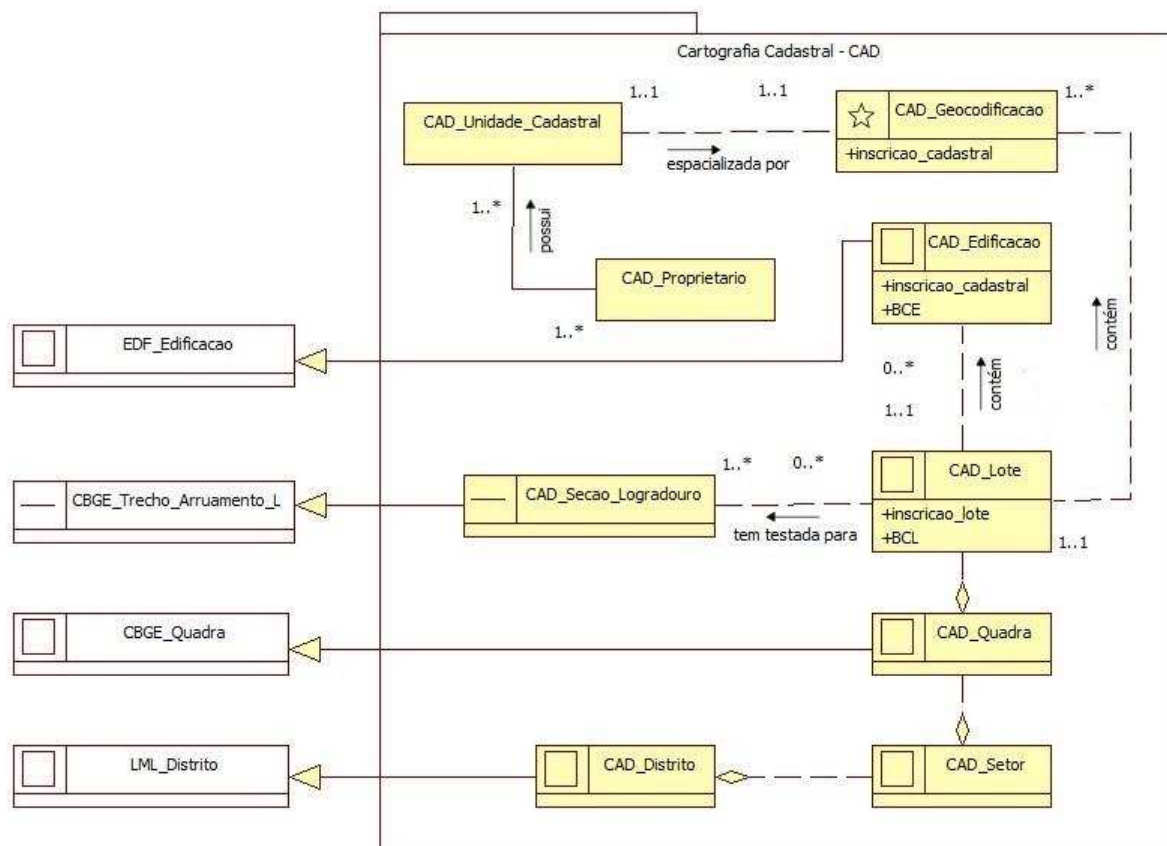 Cartografia Cadastral - CAD
1..1
1..1
1..*
CAD_Unidade_Cadastral
CAD_Geocodificacao
+inscricao_cadastral
espacializada por
1..*
possui
CAD_Edificacao
+inscricao_cadastral
+BCE
CAD_Proprietario
1..*
contém
EDF_Edificacao
0..*
contém
1..1
1..*
0..*
CAD_Lote
+inscricao_lote
+BCL
CBGE_Trecho_Arruamento_L
CAD_Secao_Logradouro
tem testada para
1..1
CBGE_Quadra
CAD_Quadra
LML_Distrito
CAD_Distrito
CAD_Setor